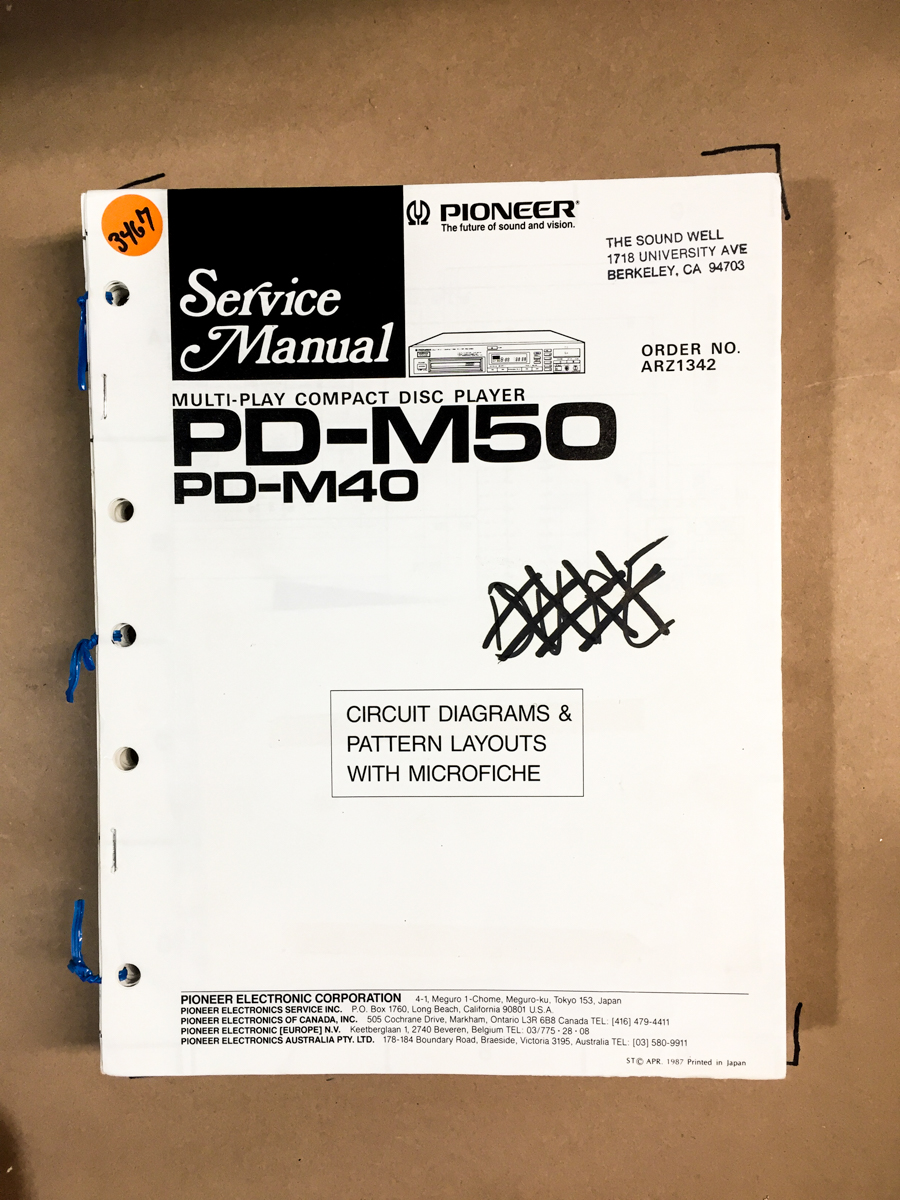 3467
PIONEER®
The future of sound and vision.
THE SOUND WELL
1718 UNIVERSITY AVE
BERKELEY, CA 94703
Service
Manual
ORDER NO.
ARZ1342
MULTI-PLAY COMPACT DISC PLAYER
PD-M50
PD-M40
CIRCUIT DIAGRAMS &
PATTERN LAYOUTS
WITH MICROFICHE
PIONEER ELECTRONIC CORPORATION 4-1, Meguro 1-Chome, Meguro-ku, Tokyo 153, Japan
PIONEER ELECTRONICS SERVICE INC. P.O. Box 1760, Long Beach, California 90801 U.S.A.
PIONEER ELECTRONICS OF CANADA, INC. 505 Cochrane Drive, Markham, Ontario L3R 6B8 Canada TEL: [416] 479-4411
PIONEER ELECTRONIC [EUROPE] N.V. Keetberglaan 1, 2740 Beveren, Belgium TEL: 03/775·28·08
PIONEER ELECTRONICS AUSTRALIA PTY. LTD. 178-184 Boundary Road, Braeside, Victoria 3195, Australia TEL: [03] 580-9911
ST © APR. 1987 Printed in Japan